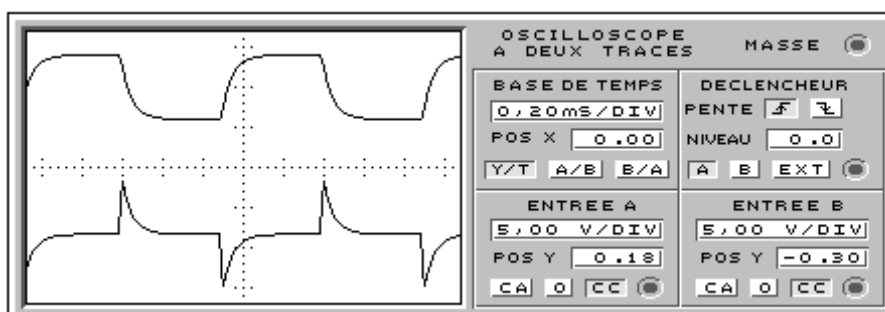 OSCILLOSCOPE
A DEUX TRACES
MASSE
BASE DE TEMPS
0,20mS/DIV
POS X 0.00
Y/T A/B B/A
DECLENCHEUR
PENTE
NIVEAU 0.0
A B EXT
ENTREE A
5,00 V/DIV
POS Y 0.18
CA 0 CC
ENTREE B
5,00 V/DIV
POS Y -0.30
CA 0 CC